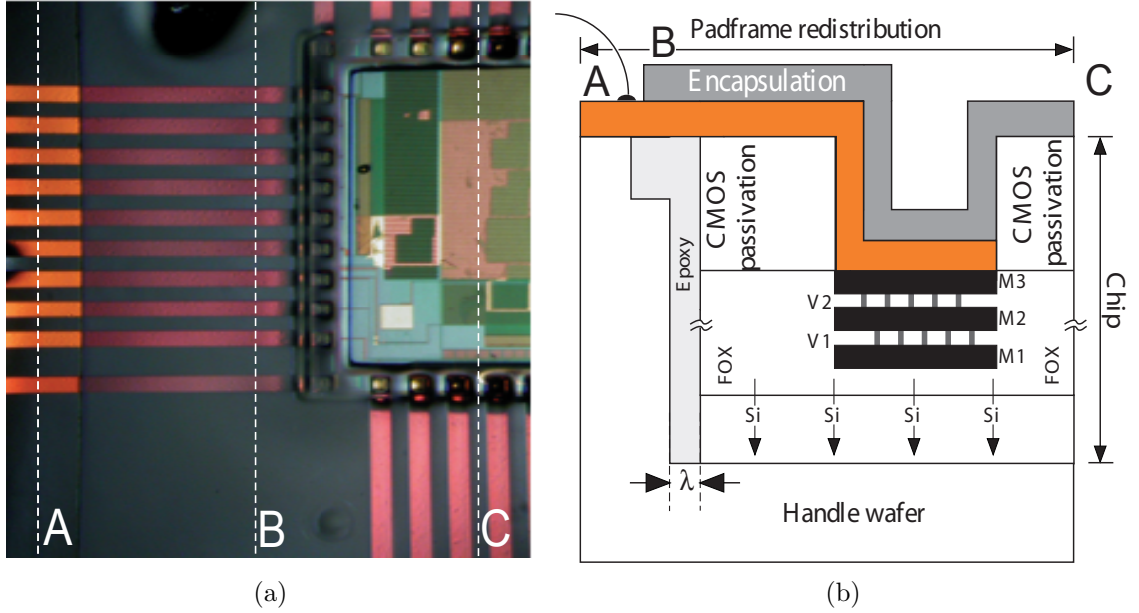 A
B
C
(a)
Padframe redistribution
B
A
C
Encapsulation
CMOS
passivation
CMOS
passivation
Epoxy
Chip
M3
V2
M2
V1
M1
FOX
FOX
Si
Si
Si
Si
λ
Handle wafer
(b)